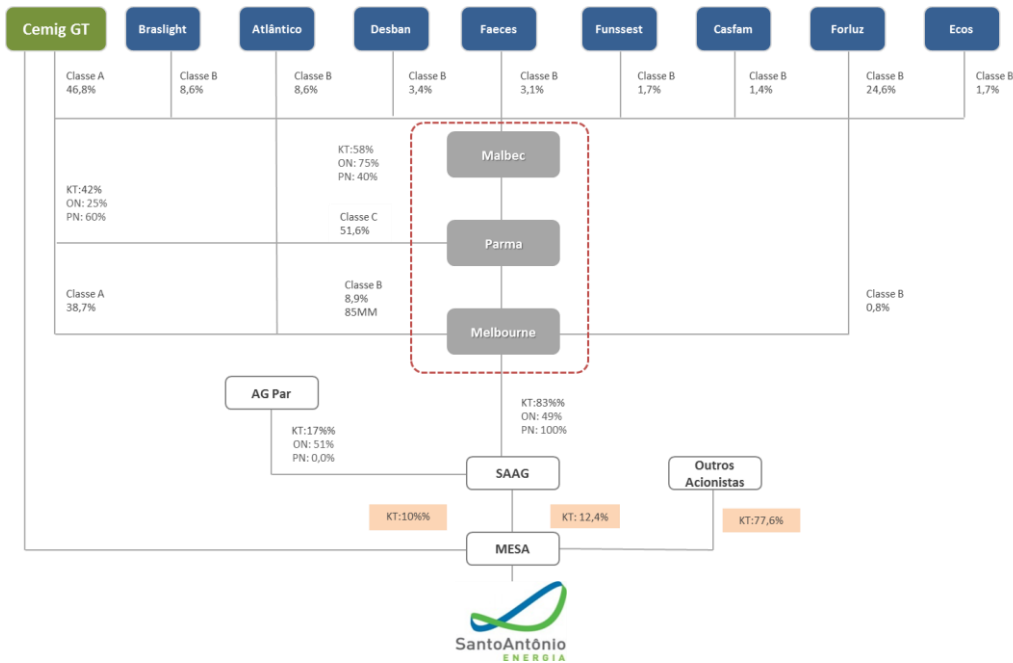 Cemig GT
Braslight
Atlântico
Desban
Faeces
Funssest
Casfam
Forluz
Ecos
Classe A
46,8%
Classe B
8,6%
Classe B
8,6%
Classe B
3,4%
Classe B
3,1%
Classe B
1,7%
Classe B
1,4%
Classe B
24,6%
Classe B
1,7%
KT:58%
ON: 75%
PN: 40%
Malbec
KT:42%
ON: 25%
PN: 60%
Classe C
51,6%
Parma
Classe A
38,7%
Classe B
8,9%
85MM
Classe B
0,8%
Melbourne
AG Par
KT:83%%
ON: 49%
PN: 100%
KT:17%%
ON: 51%
PN: 0,0%
SAAG
Outros
Acionistas
KT:10%%
KT: 12,4%
KT:77,6%
MESA
SantoAntônio
ENERGIA